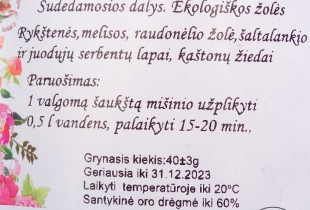 Sudedamosios dalys. Ekologiškos žolės
Rykštenės, melisos, raudonėlio žolė, šaltalankio
ir juodųjų serbentų lapai, kaštonų žiedai
Paruošimas:
1 valgomą šaukštą mišinio užplikyti
0,5 l vandens, palaikyti 15-20 min.,
Grynasis kiekis:40±3g
Geriausia iki 31.12.2023
Laikyti temperatūroje iki 20°C
Santykinė oro drėgmė iki 60%